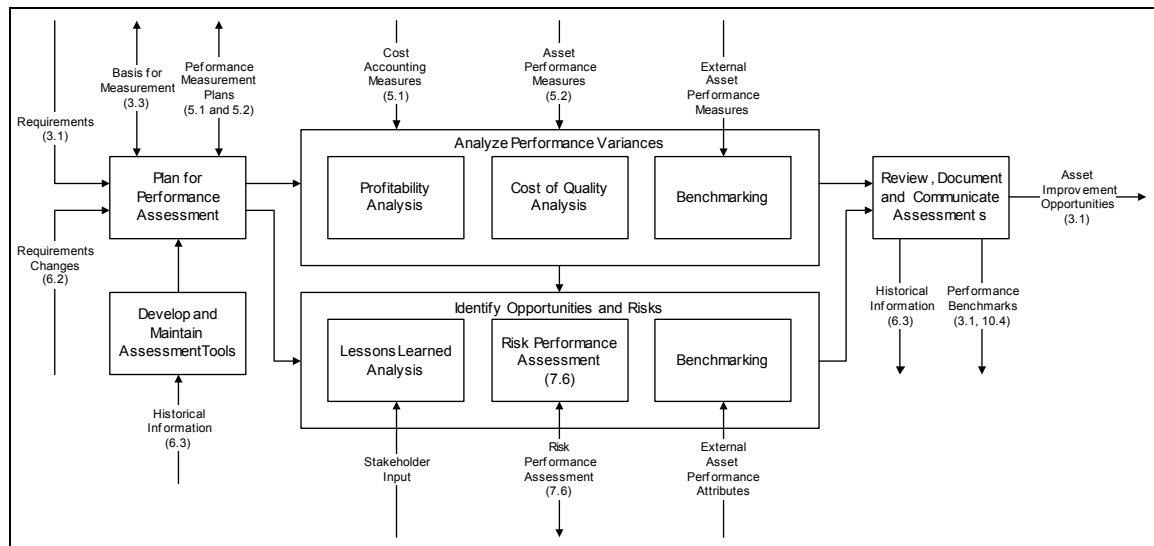 Requirements
(3.1)
Basis for
Measurement
(3.3)
Peformance
Measurement
Plans
(5.1 and 5.2)
Cost
Accounting
Measures
(5.1)
Asset
Performance
Measures
(5.2)
External
Asset
Performance
Measures
Plan for
Performance
Assessment
Analyze Performance Variances
Profitability
Analysis
Cost of Quality
Analysis
Benchmarking
Review, Document
and Communicate
Assessments
Asset
Improvement
Opportunities
(3.1)
Requirements
Changes
(6.2)
Develop and
Maintain
Assessment Tools
Historical
Information
(6.3)
Identify Opportunities and Risks
Lessons Learned
Analysis
Risk Performance
Assessment
(7.6)
Benchmarking
Historical
Information
(6.3)
Performance
Benchmarks
(3.1, 10.4)
Stakeholder
Input
Risk
Performance
Assessment
(7.6)
External
Asset
Performance
Attributes